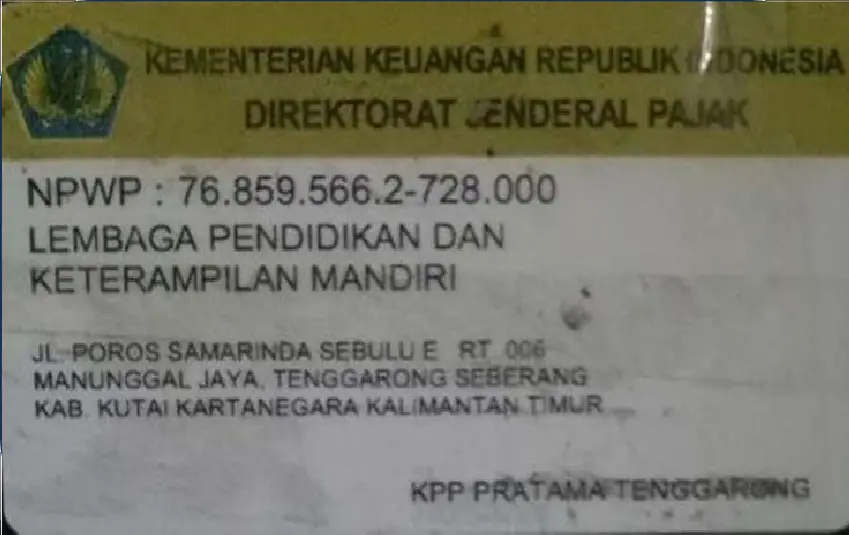 KEMENTERIAN KEUANGAN REPUBLIK INDONESIA
DIREKTORAT JENDERAL PAJAK
NPWP : 76.859.566.2-728.000
LEMBAGA PENDIDIKAN DAN
KETERAMPILAN MANDIRI
JL. POROS SAMARINDA SEBULU E RT 006
MANUNGGAL JAYA, TENGGARONG SEBERANG
KAB. KUTAI KARTANEGARA KALIMANTAN TIMUR
KPP PRATAMA TENGGARONG